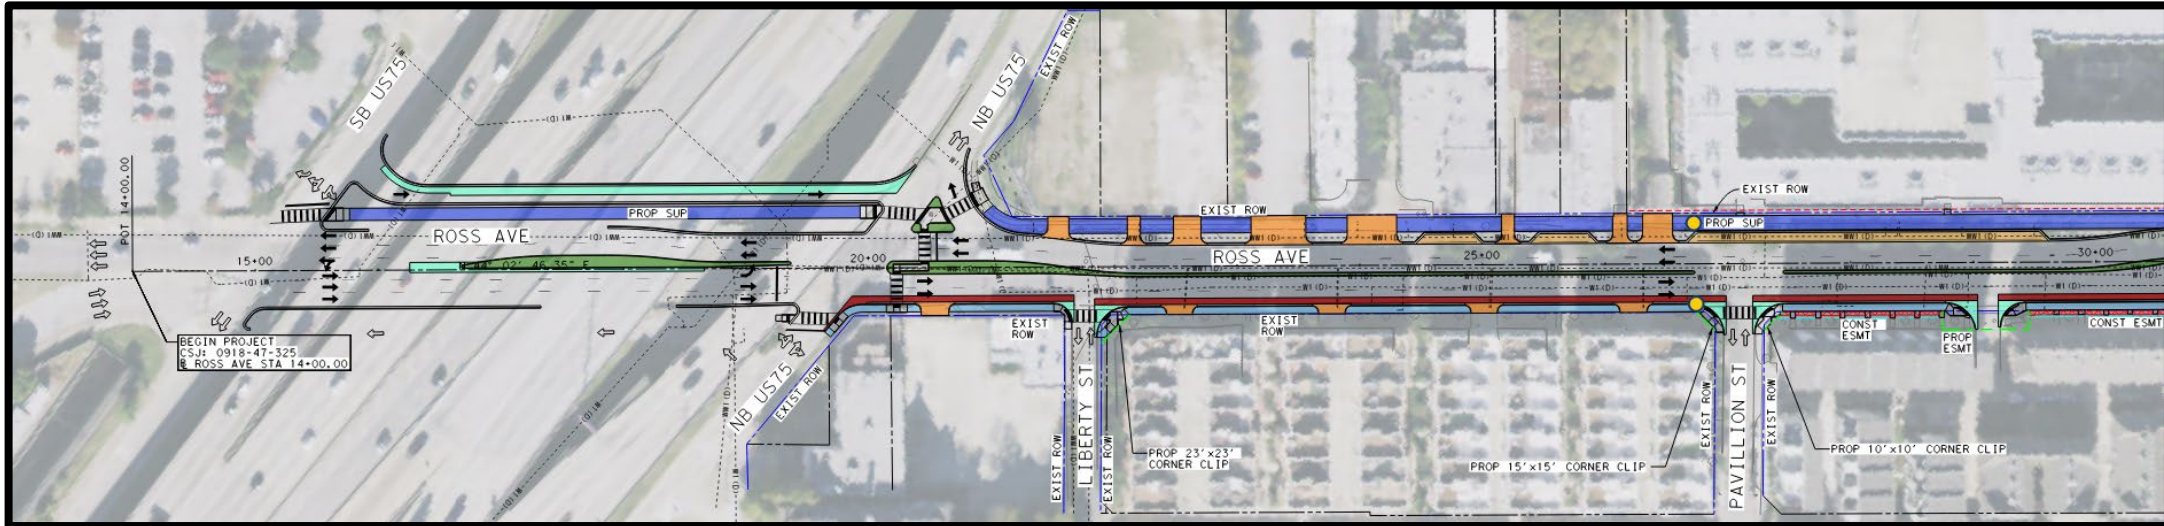 SB US75
NB US75
EXIST ROW
POT 14+00.00
EXIST ROW
PROP SUP
EXIST ROW
PROP SUP
ROSS AVE
ROSS AVE
15+00
20+00
25+00
30+00
02' 46.35" E
BEGIN PROJECT
CSJ: 0918-47-325
℄ ROSS AVE STA 14+00.00
NB US75
EXIST ROW
EXIST
ROW
EXIST
ROW
CONST
ESMT
PROP
ESMT
CONST ESMT
LIBERTY ST
EXIST ROW
EXIST ROW
PROP 23'x23'
CORNER CLIP
PROP 15'x15' CORNER CLIP
EXIST ROW
PAVILLION ST
EXIST ROW
PROP 10'x10' CORNER CLIP